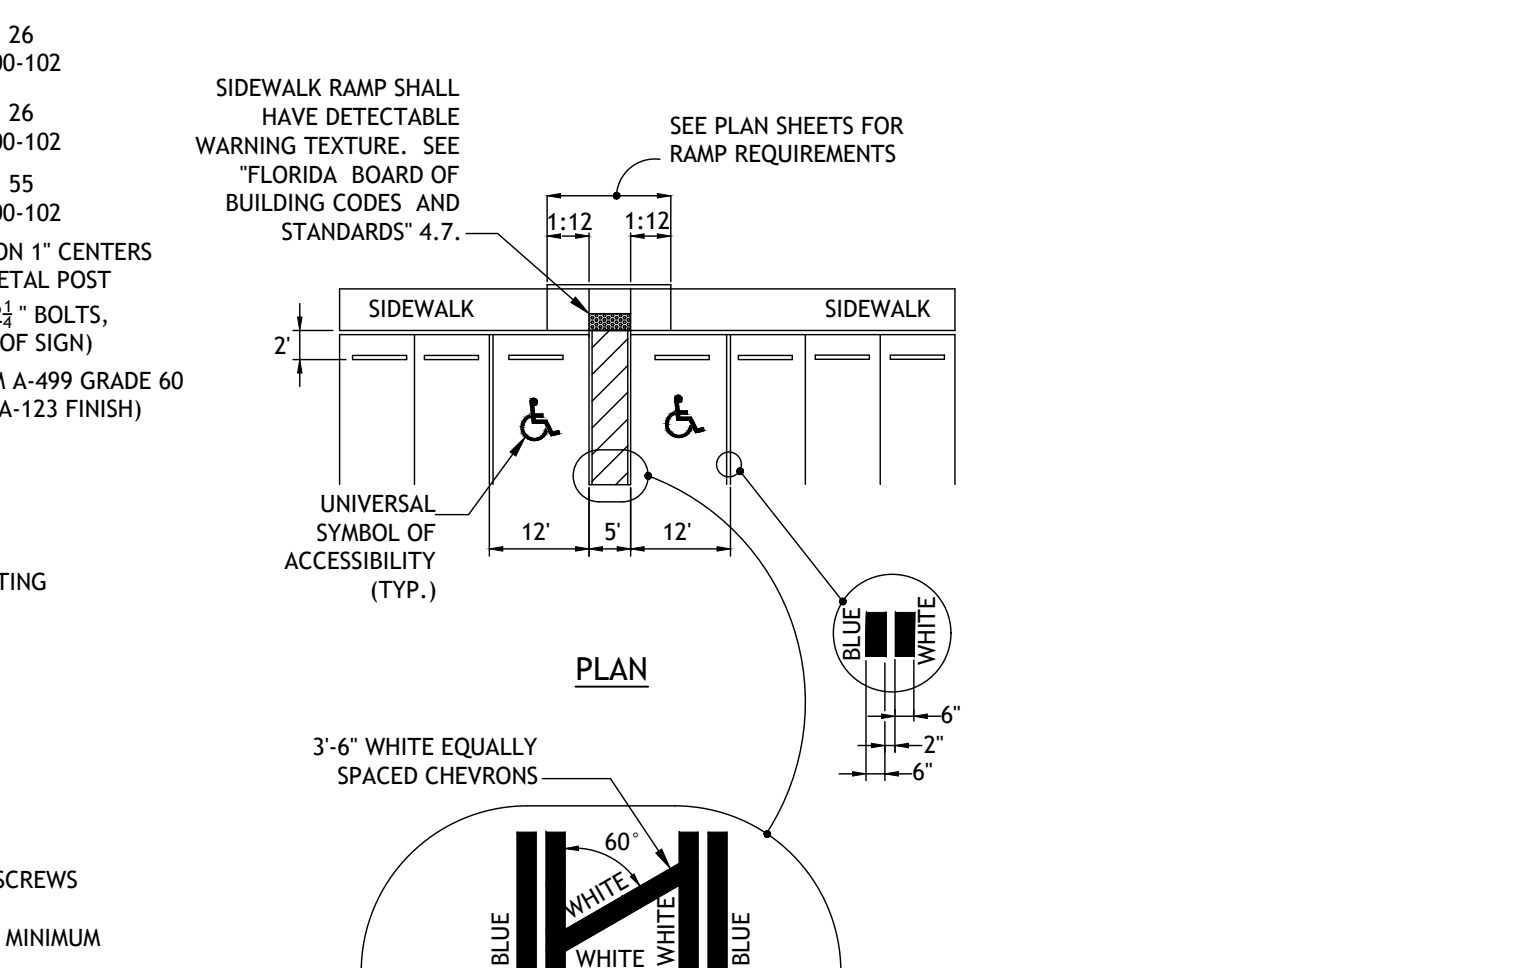 26
00-102
26
00-102
55
00-102
ON 1" CENTERS
ETAL POST
1/4 " BOLTS,
OF SIGN)
A-499 GRADE 60
A-123 FINISH)
TING
SCREWS
MINIMUM
SIDEWALK RAMP SHALL
HAVE DETECTABLE
WARNING TEXTURE. SEE
"FLORIDA BOARD OF
BUILDING CODES AND
STANDARDS" 4.7.
SEE PLAN SHEETS FOR
RAMP REQUIREMENTS
1:12
1:12
SIDEWALK
SIDEWALK
2'
UNIVERSAL
SYMBOL OF
ACCESSIBILITY
(TYP.)
12'
5'
12'
BLUE
WHITE
6"
2"
6"
PLAN
3'-6" WHITE EQUALLY
SPACED CHEVRONS
60°
WHITE
BLUE
WHITE
WHITE
BLUE